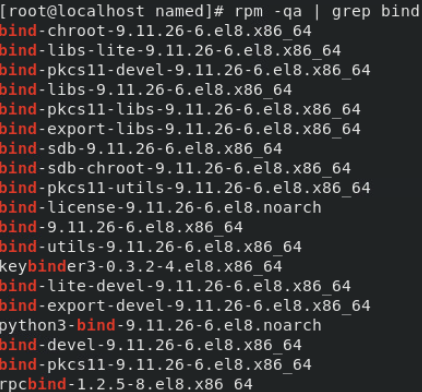 [root@localhost named]# rpm -qa | grep bind
bind-chroot-9.11.26-6.el8.x86_64
bind-libs-lite-9.11.26-6.el8.x86_64
bind-pkcs11-devel-9.11.26-6.el8.x86_64
bind-libs-9.11.26-6.el8.x86_64
bind-pkcs11-libs-9.11.26-6.el8.x86_64
bind-export-libs-9.11.26-6.el8.x86_64
bind-sdb-9.11.26-6.el8.x86_64
bind-sdb-chroot-9.11.26-6.el8.x86_64
bind-pkcs11-utils-9.11.26-6.el8.x86_64
bind-license-9.11.26-6.el8.noarch
bind-9.11.26-6.el8.x86_64
bind-utils-9.11.26-6.el8.x86_64
keybinder3-0.3.2-4.el8.x86_64
bind-lite-devel-9.11.26-6.el8.x86_64
bind-export-devel-9.11.26-6.el8.x86_64
python3-bind-9.11.26-6.el8.noarch
bind-devel-9.11.26-6.el8.x86_64
bind-pkcs11-9.11.26-6.el8.x86_64
rpcbind-1.2.5-8.el8.x86_64